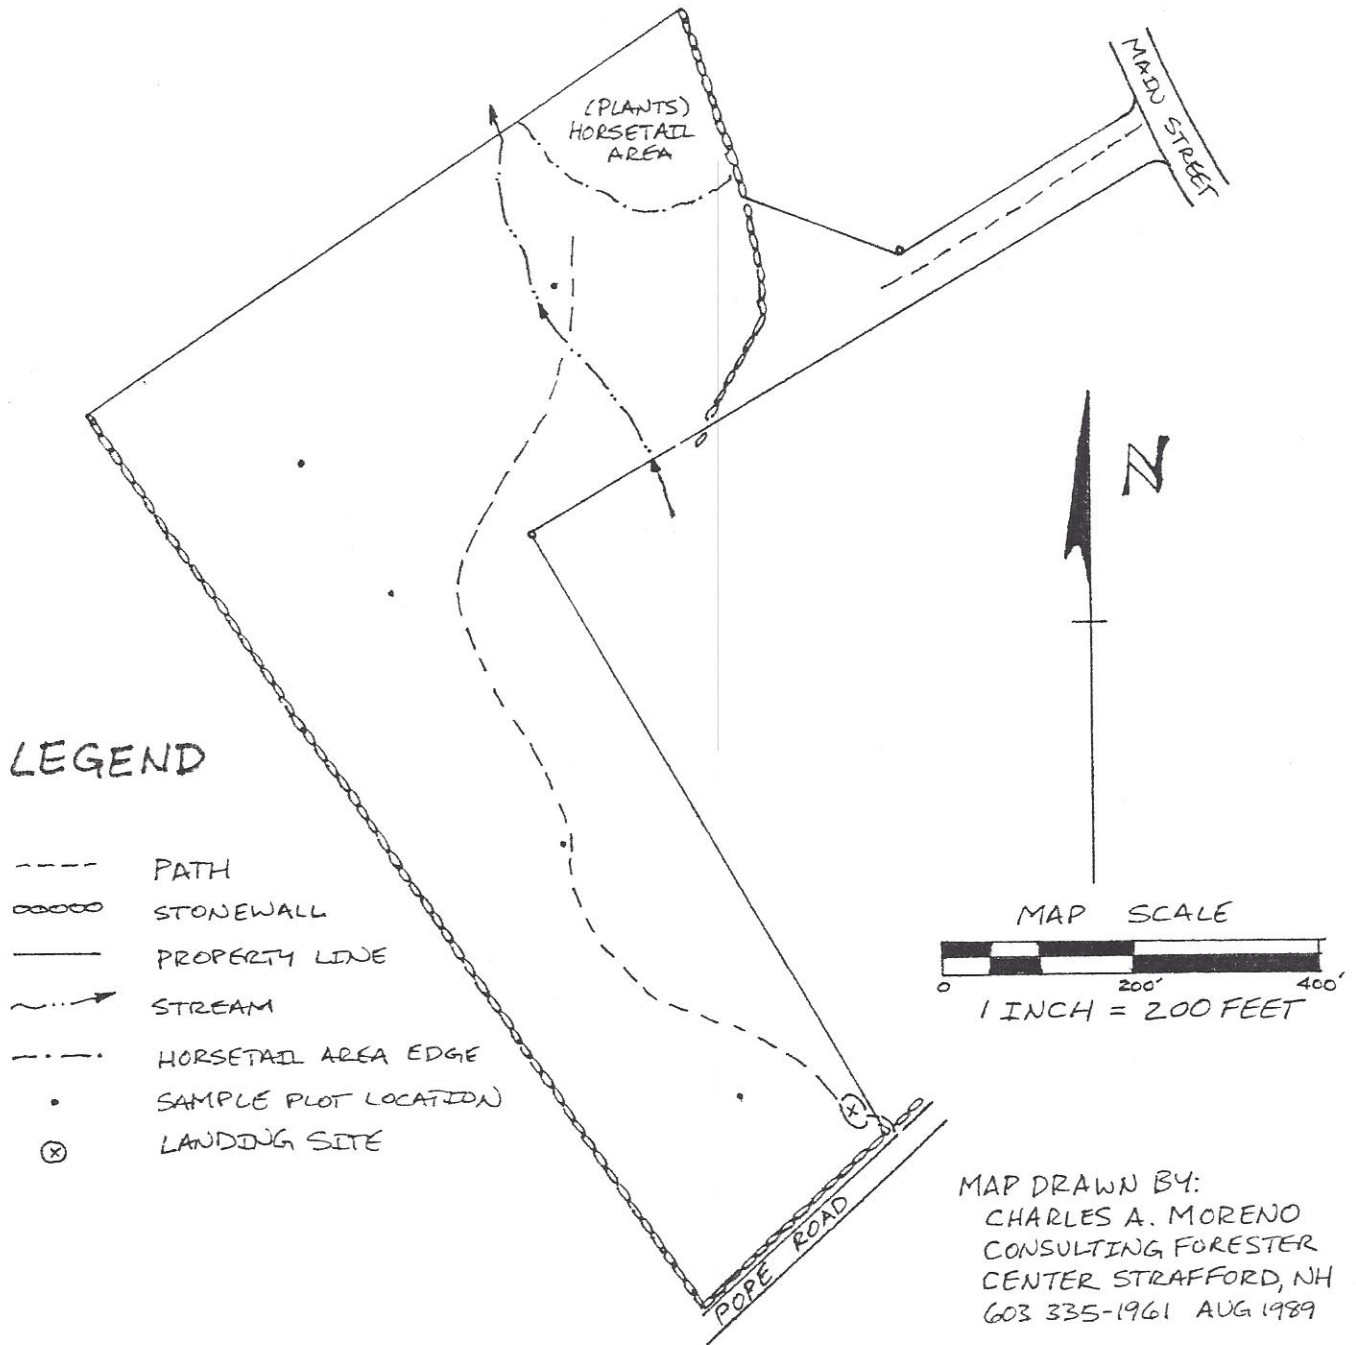 MAIN STREET
(PLANTS)
HORSETAIL
AREA
N
LEGEND
PATH
STONEWALL
PROPERTY LINE
STREAM
HORSETAIL AREA EDGE
SAMPLE PLOT LOCATION
LANDING SITE
MAP SCALE
0 200' 400'
1 INCH = 200 FEET
POPE ROAD
MAP DRAWN BY:
CHARLES A. MORENO
CONSULTING FORESTER
CENTER STRAFFORD, NH
603 335-1961 AUG 1989